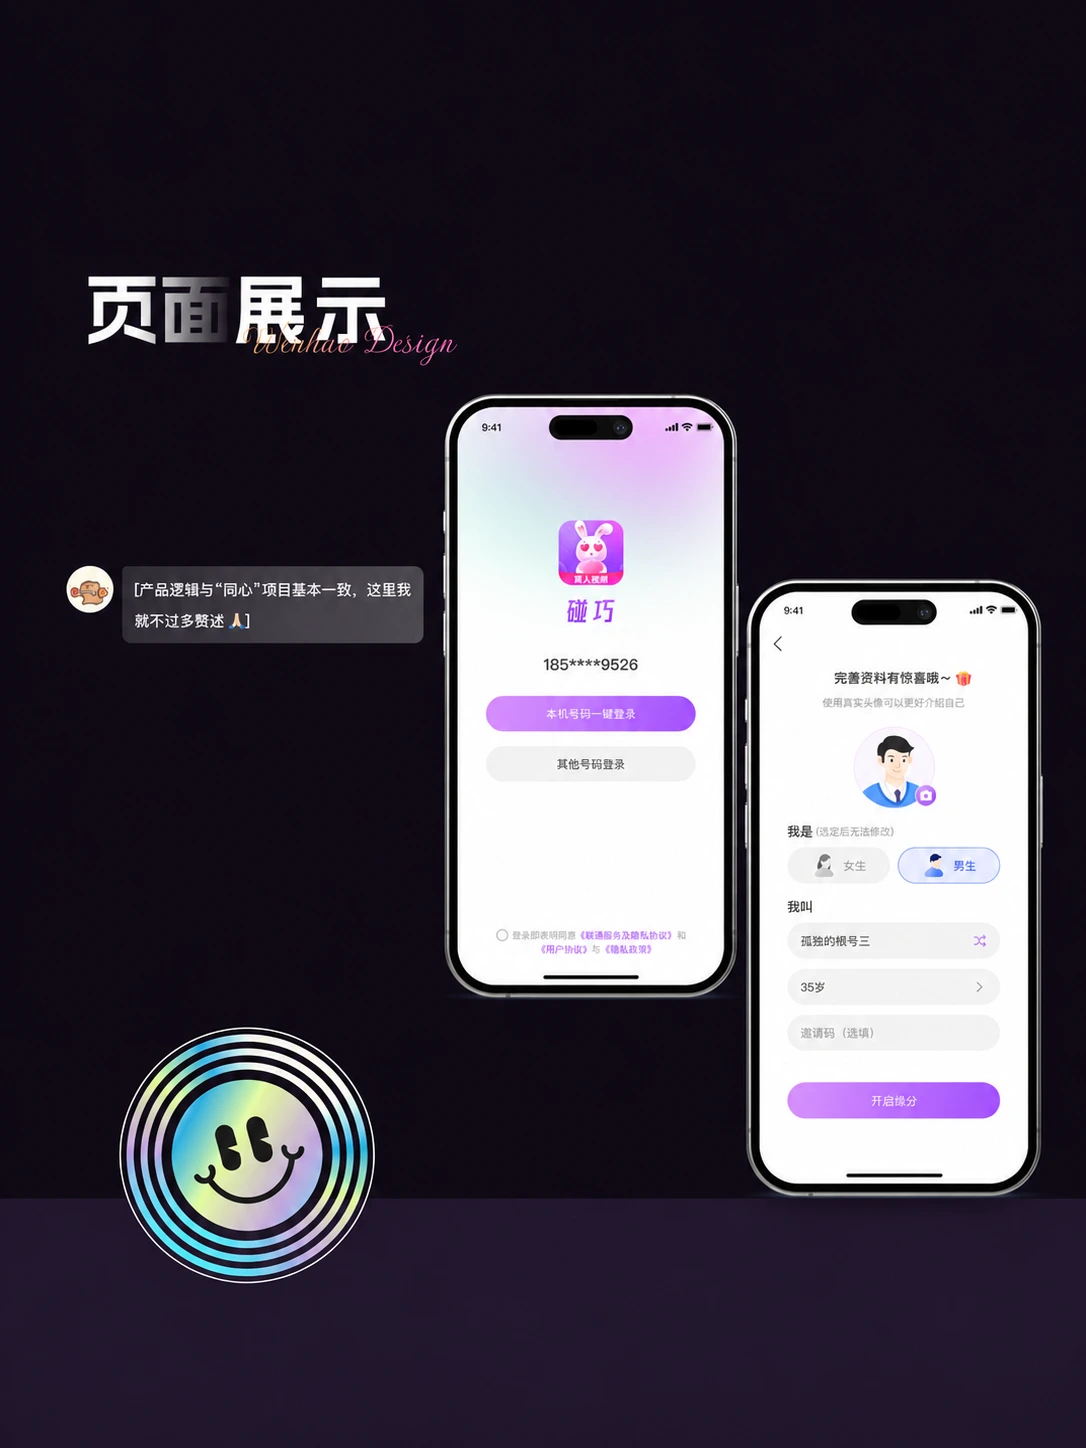 页面展示
Wenhao Design
[产品逻辑与“同心”项目基本一致，这里我
就不过多赘述 🙏🏻]
9:41
真人视频
碰巧
185****9526
本机号码一键登录
其他号码登录
登录即表明同意《联通服务及隐私协议》和
《用户协议》与《隐私政策》
9:41
完善资料有惊喜哦～ 🎁
使用真实头像可以更好介绍自己
我是 (选定后无法修改)
女生
男生
我叫
孤独的根号三
35岁
邀请码（选填）
开启缘分